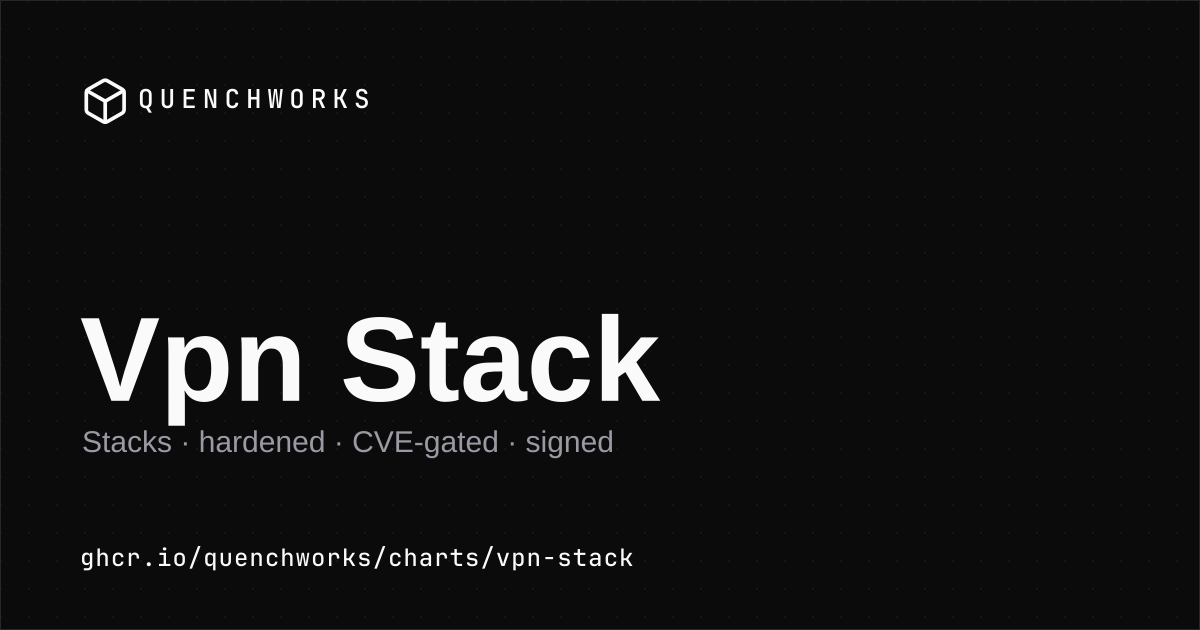 QUENCHWORKS
Vpn Stack
Stacks · hardened · CVE-gated · signed
ghcr.io/quenchworks/charts/vpn-stack